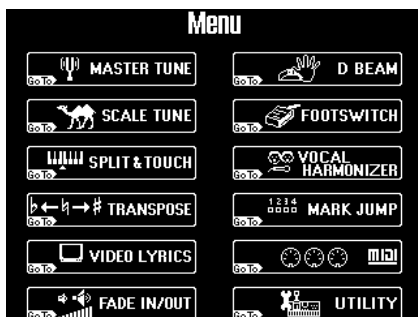 Menu
GoTo MASTER TUNE
GoTo D BEAM
GoTo SCALE TUNE
GoTo FOOTSWITCH
GoTo SPLIT & TOUCH
GoTo VOCAL
HARMONIZER
GoTo ♭←♮→♯ TRANSPOSE
GoTo 1234 MARK JUMP
GoTo VIDEO LYRICS
GoTo MIDI
GoTo FADE IN/OUT
GoTo UTILITY